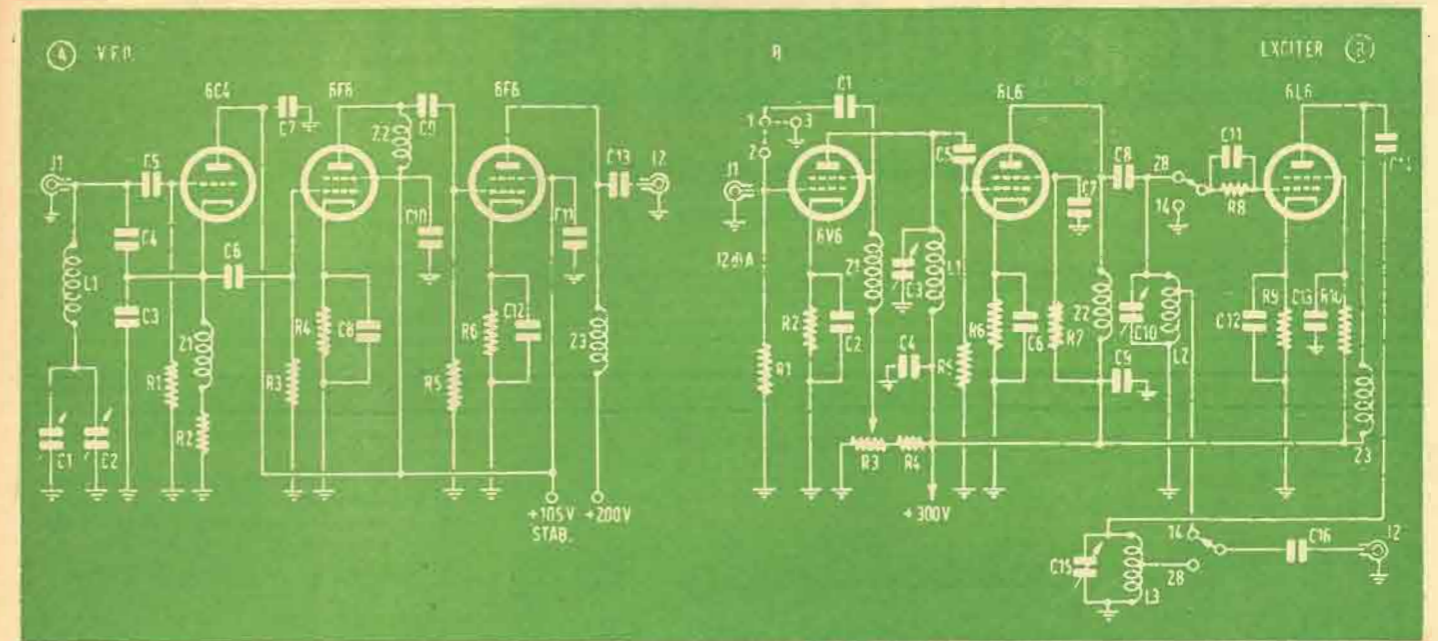 A V.F.O.
6C4
C7
6F6
Z2
C9
6F6
C13
J2
J1
C5
C4
C6
C10
C11
L1
C3
Z1
R1
R2
R3
R4
C8
R5
R6
C12
Z3
C1
C2
+105V
STAB.
+200V
B
EXCITER
C1
1
3
2
J1
6V6
C5
6L6
C7
C8
28
14
C11
R8
6L6
R1
R2
C2
Z1
C3
L1
C4
R5
R6
C6
R7
Z2
C9
C10
L2
C12
R9
C13
R10
Z3
R3
R4
+300V
14
28
C15
L3
C16
J2